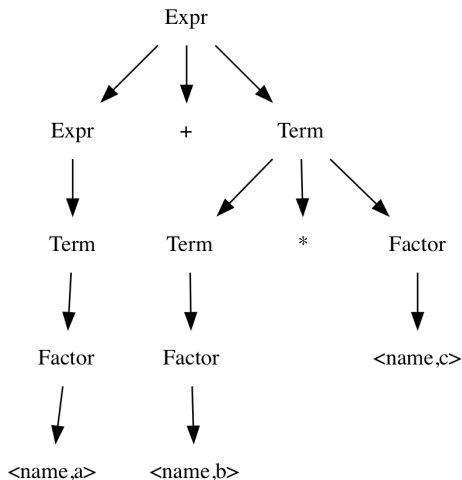 Expr
Expr + Term
Term Term * Factor
Factor Factor <name,c>
<name,a> <name,b>